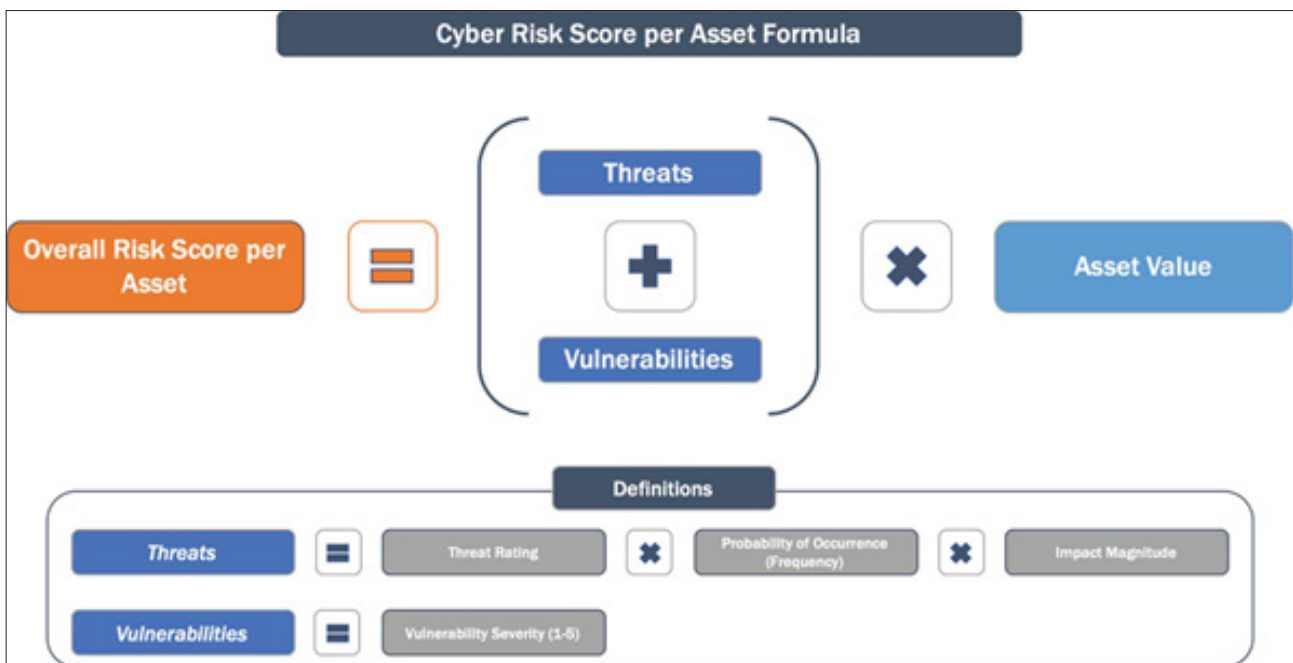 Cyber Risk Score per Asset Formula
Threats
Overall Risk Score per
Asset
Asset Value
Vulnerabilities
Definitions
Threats
Threat Rating
Probability of Occurrence
(Frequency)
Impact Magnitude
Vulnerabilities
Vulnerability Severity (1-5)